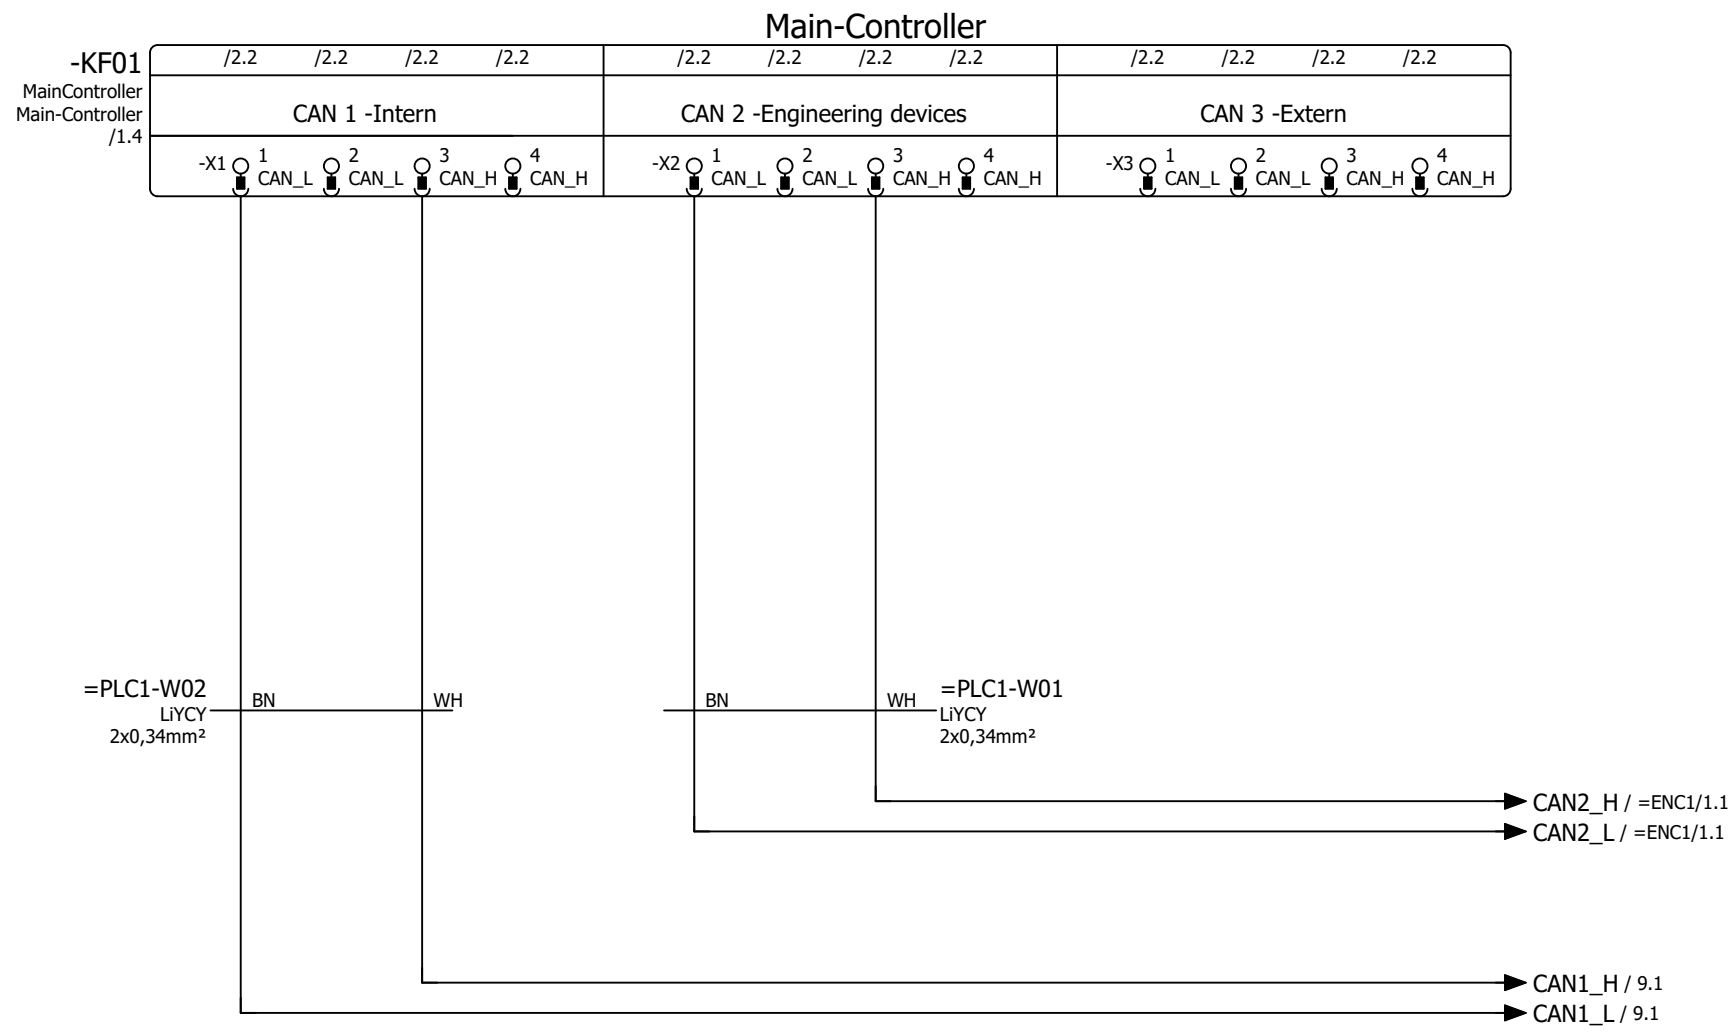 Main-Controller
-KF01
MainController
Main-Controller
/1.4
/2.2 /2.2 /2.2 /2.2 /2.2 /2.2 /2.2 /2.2 /2.2 /2.2 /2.2 /2.2
CAN 1 -Intern CAN 2 -Engineering devices CAN 3 -Extern
-X1 1 2 3 4 -X2 1 2 3 4 -X3 1 2 3 4
CAN_L CAN_L CAN_H CAN_H CAN_L CAN_L CAN_H CAN_H CAN_L CAN_L CAN_H CAN_H
=PLC1-W02
LiYCY
2x0,34mm²
BN WH
BN WH
=PLC1-W01
LiYCY
2x0,34mm²
CAN2_H / =ENC1/1.1
CAN2_L / =ENC1/1.1
CAN1_H / 9.1
CAN1_L / 9.1